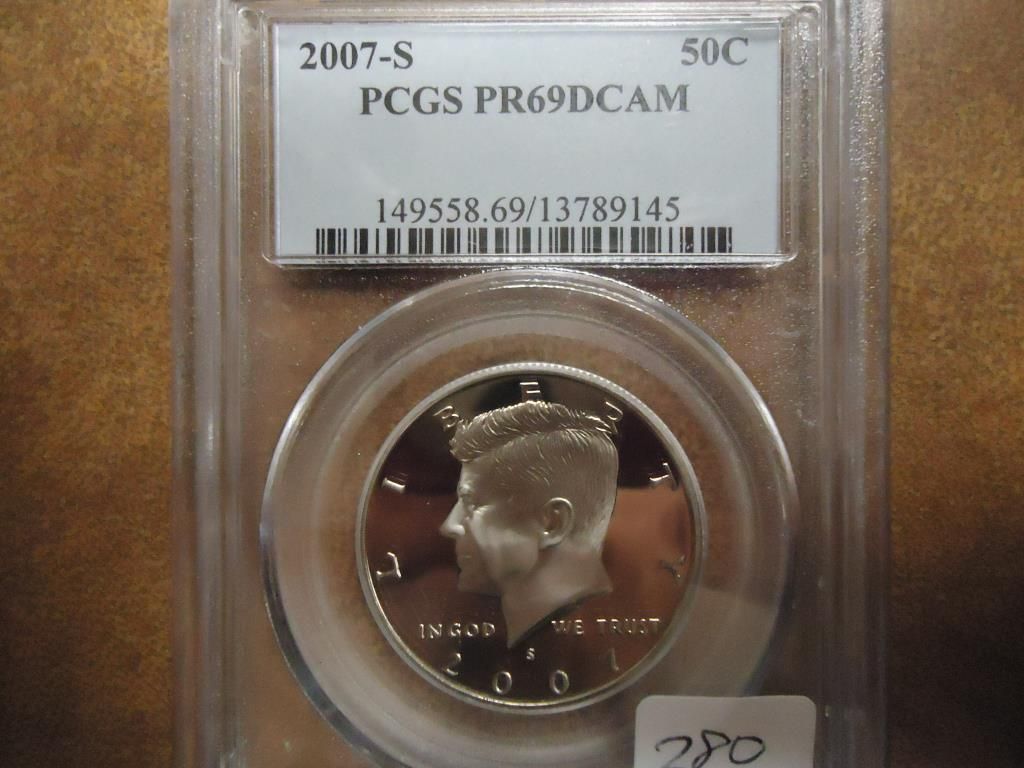 2007-S 50C
PCGS PR69DCAM
149558.69/13789145
LIBERTY
IN GOD WE TRUST
S
2007
280